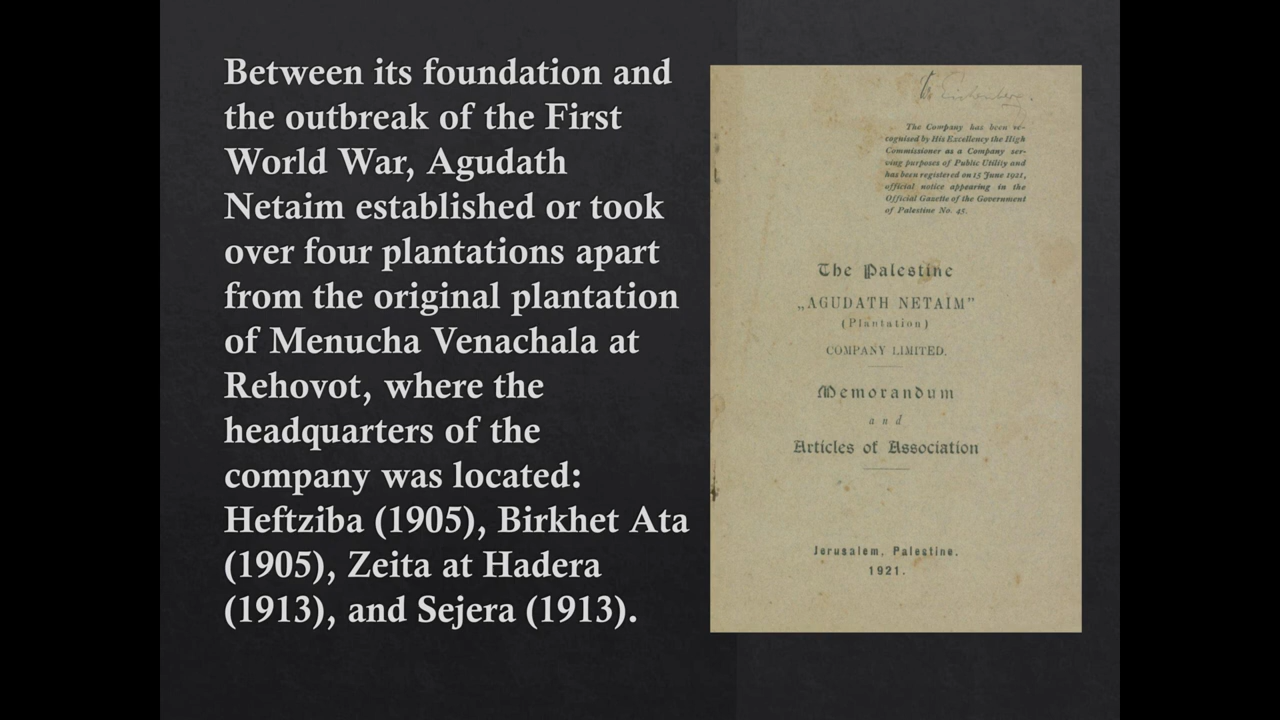 Between its foundation and
the outbreak of the First
World War, Agudath
Netaim established or took
over four plantations apart
from the original plantation
of Menucha Venachala at
Rehovot, where the
headquarters of the
company was located:
Heftziba (1905), Birkhet Ata
(1905), Zeita at Hadera
(1913), and Sejera (1913).
The Company has been re-
cognised by His Excellency the High
Commissioner as a Company ser-
ving purposes of Public Utility and
has been registered on 15 June 1921,
official notice appearing in the
Official Gazette of the Government
of Palestine No. 45.
The Palestine
„AGUDATH NETAIM”
(Plantation)
COMPANY LIMITED.
Memorandum
and
Articles of Association
Jerusalem, Palestine.
1921.